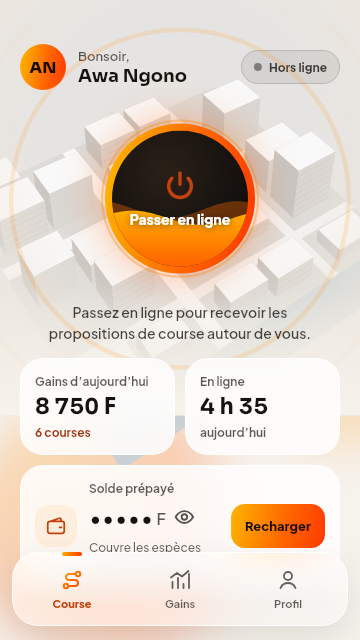 AN
Bonsoir,
Awa Ngono
Hors ligne
Passer en ligne
Passez en ligne pour recevoir les
propositions de course autour de vous.
Gains d’aujourd’hui
8 750 F
6 courses
En ligne
4 h 35
aujourd’hui
Solde prépayé
●●●●● F
Couvre les espèces
Recharger
Course
Gains
Profil